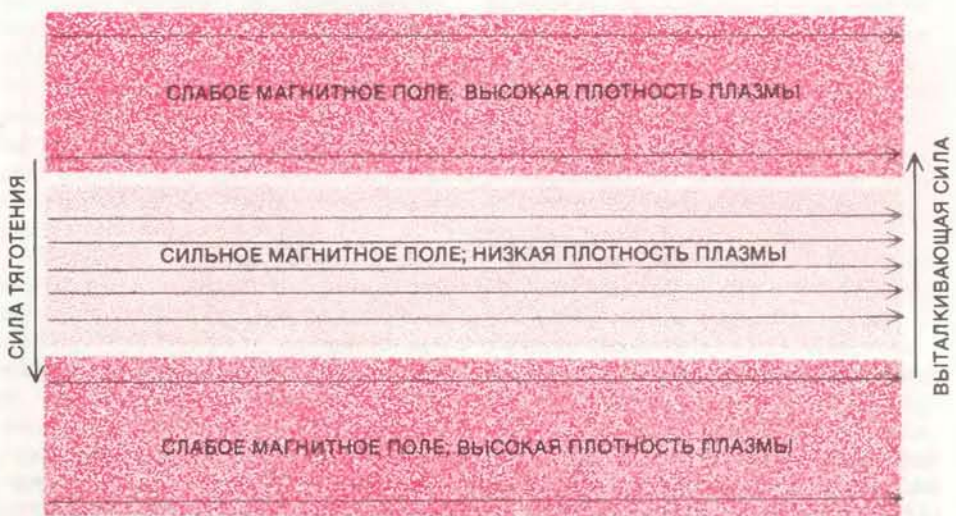 СЛАБОЕ МАГНИТНОЕ ПОЛЕ; ВЫСОКАЯ ПЛОТНОСТЬ ПЛАЗМЫ
СИЛА ТЯГОТЕНИЯ
СИЛЬНОЕ МАГНИТНОЕ ПОЛЕ; НИЗКАЯ ПЛОТНОСТЬ ПЛАЗМЫ
ВЫТАЛКИВАЮЩАЯ СИЛА
СЛАБОЕ МАГНИТНОЕ ПОЛЕ; ВЫСОКАЯ ПЛОТНОСТЬ ПЛАЗМЫ